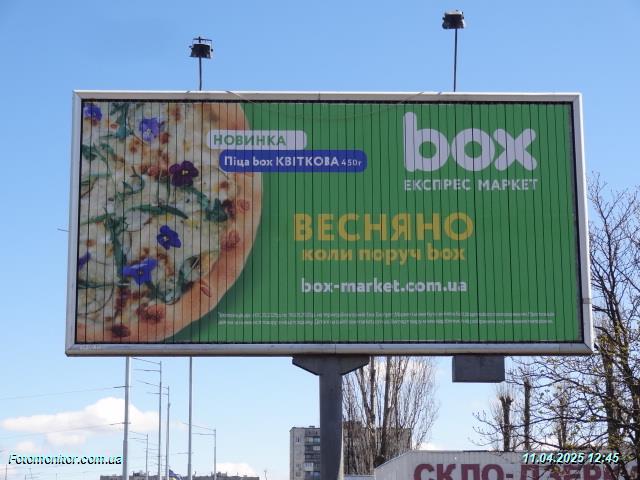 НОВИНКА
Піца box КВІТКОВА 450г
box
ЕКСПРЕС МАРКЕТ
ВЕСНЯНО
коли поруч box
box-market.com.ua
СКЛО-ДЗЕРК
Fotomonitor.com.ua
11.04.2025 12:45